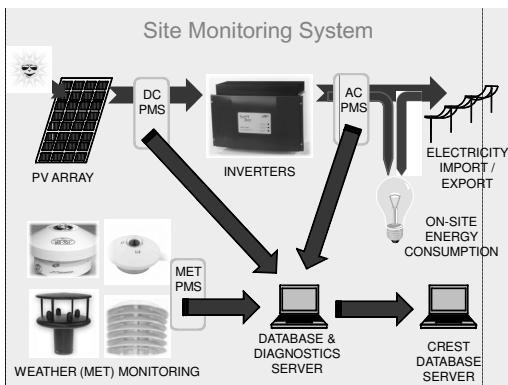 Site Monitoring System
DC
PMS
AC
PMS
PV ARRAY
INVERTERS
ELECTRICITY
IMPORT /
EXPORT
ON-SITE
ENERGY
CONSUMPTION
MET
PMS
WEATHER (MET) MONITORING
DATABASE &
DIAGNOSTICS
SERVER
CREST
DATABASE
SERVER